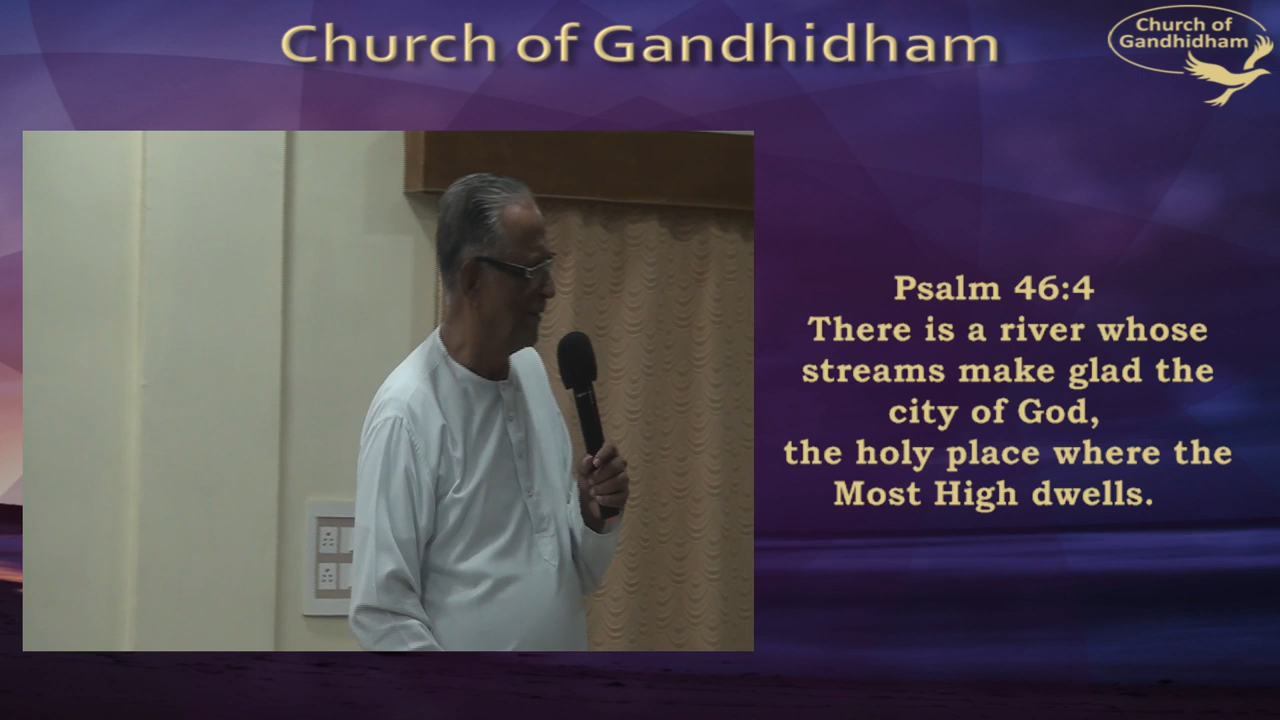 Church of Gandhidham
Church of
Gandhidham
Psalm 46:4
There is a river whose
streams make glad the
city of God,
the holy place where the
Most High dwells.